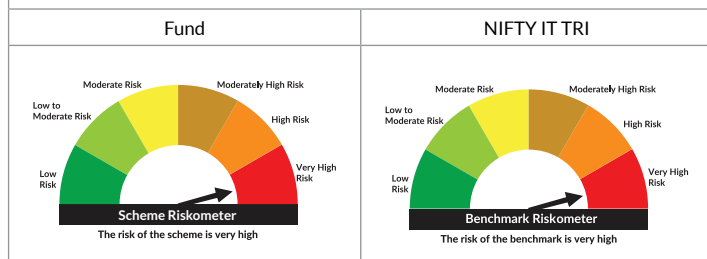 Fund
NIFTY IT TRI
Moderate Risk
Moderately High Risk
Low to
Moderate Risk
High Risk
Low
Risk
Very High
Risk
Scheme Riskometer
The risk of the scheme is very high
Moderate Risk
Moderately High Risk
Low to
Moderate Risk
High Risk
Low
Risk
Very High
Risk
Benchmark Riskometer
The risk of the benchmark is very high